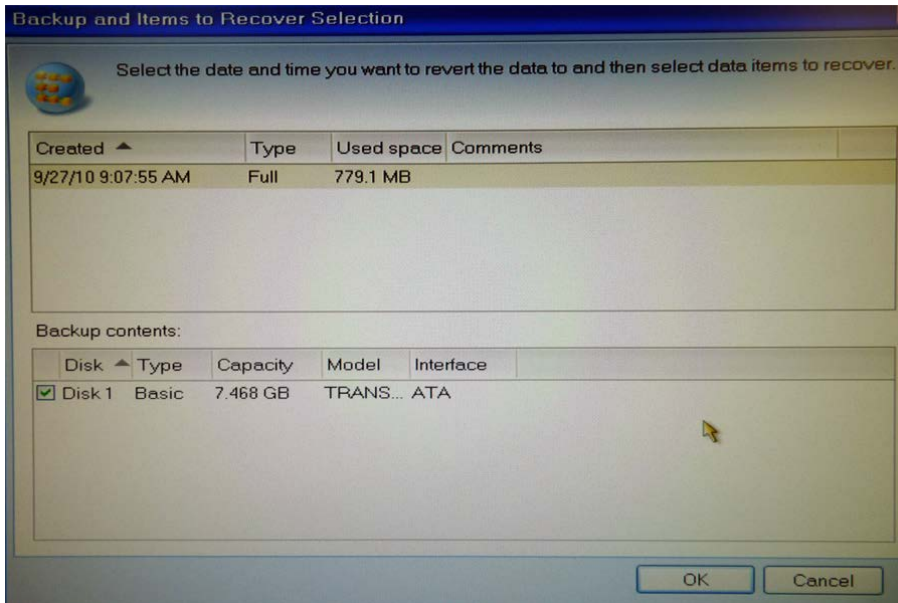 Backup and Items to Recover Selection
Select the date and time you want to revert the data to and then select data items to recover.
Created Type Used space Comments
9/27/10 9:07:55 AM Full 779.1 MB
Backup contents:
Disk Type Capacity Model Interface
Disk 1 Basic 7.468 GB TRANS... ATA
OK Cancel